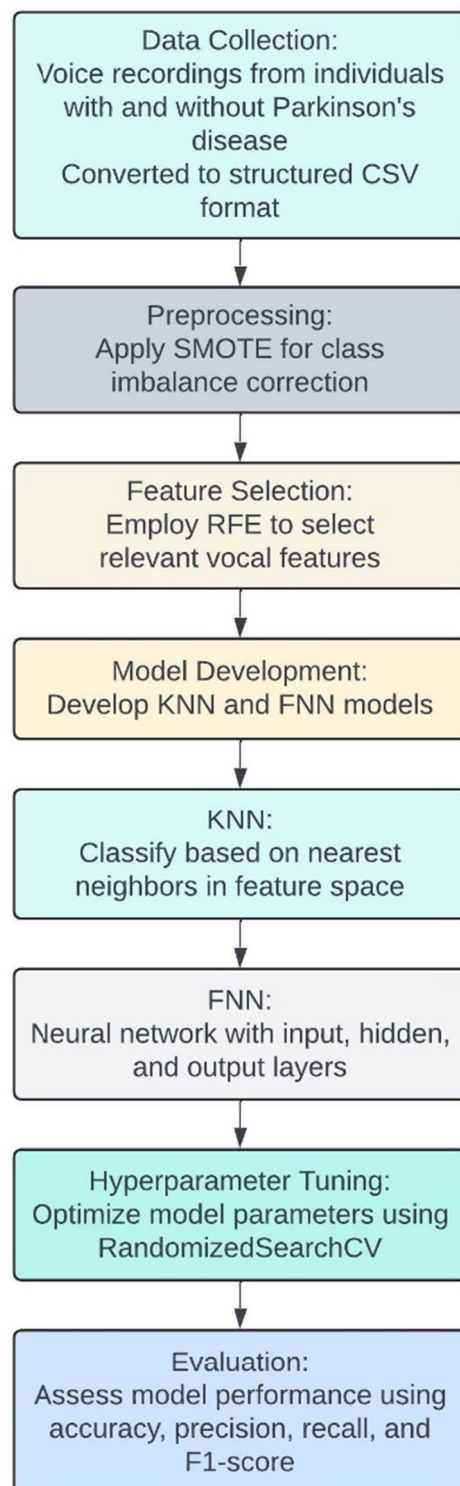 Data Collection:
Voice recordings from individuals
with and without Parkinson's
disease
Converted to structured CSV
format
Preprocessing:
Apply SMOTE for class
imbalance correction
Feature Selection:
Employ RFE to select
relevant vocal features
Model Development:
Develop KNN and FNN models
KNN:
Classify based on nearest
neighbors in feature space
FNN:
Neural network with input, hidden,
and output layers
Hyperparameter Tuning:
Optimize model parameters using
RandomizedSearchCV
Evaluation:
Assess model performance using
accuracy, precision, recall, and
F1-score